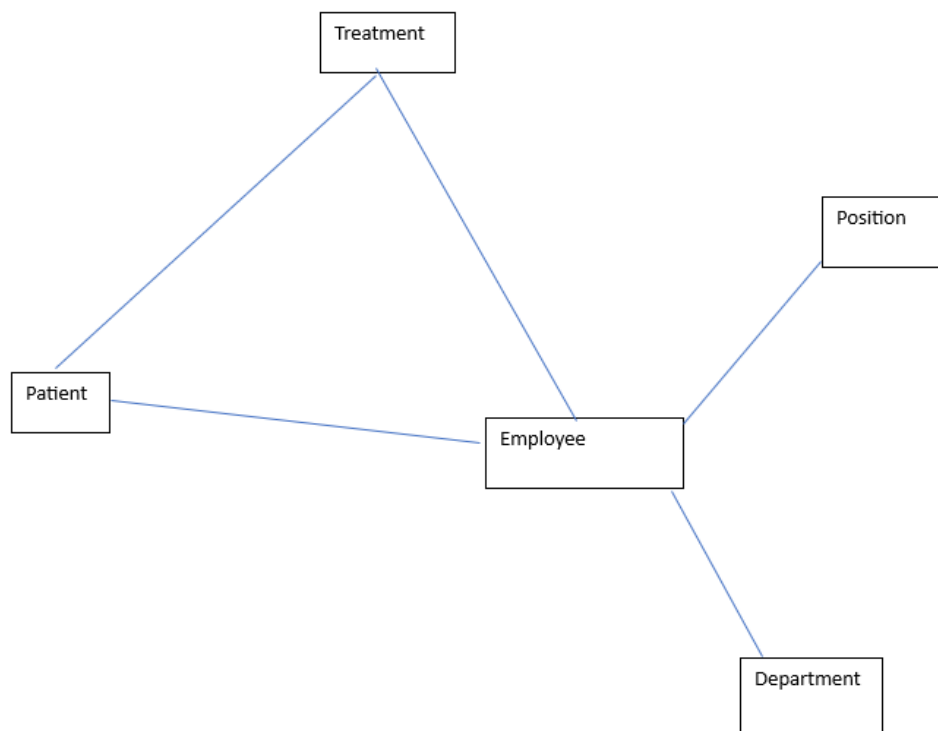 Treatment
Position
Patient
Employee
Department